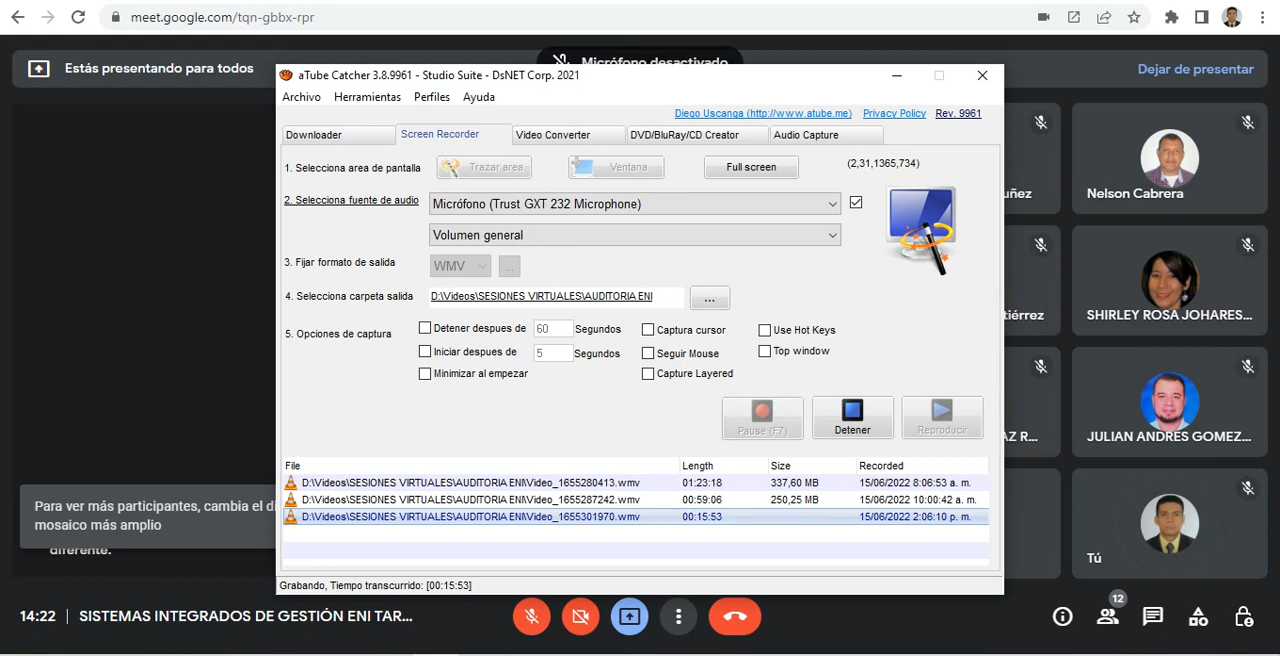 meet.google.com/tqn-gbbx-rpr
Estás presentando para todos
Micrófono desactivado
Dejar de presentar
aTube Catcher 3.8.9961 - Studio Suite - DsNET Corp. 2021
Archivo Herramientas Perfiles Ayuda
Diego Uscanga (http://www.atube.me) Privacy Policy Rev. 9961
Downloader Screen Recorder Video Converter DVD/BluRay/CD Creator Audio Capture
1. Selecciona area de pantalla Trazar area Ventana Full screen (2,31,1365,734)
2. Selecciona fuente de audio Micrófono (Trust GXT 232 Microphone)
Volumen general
3. Fijar formato de salida WMV ...
4. Selecciona carpeta salida D:\Videos\SESIONES VIRTUALES\AUDITORIA ENI ...
5. Opciones de captura
Detener despues de 60 Segundos Captura cursor Use Hot Keys
Iniciar despues de 5 Segundos Seguir Mouse Top window
Minimizar al empezar Capture Layered
Pause (F7) Detener Reproducir
File Length Size Recorded
D:\Videos\SESIONES VIRTUALES\AUDITORIA ENI\Video_1655280413.wmv 01:23:18 337,60 MB 15/06/2022 8:06:53 a. m.
D:\Videos\SESIONES VIRTUALES\AUDITORIA ENI\Video_1655287242.wmv 00:59:06 250,25 MB 15/06/2022 10:00:42 a. m.
D:\Videos\SESIONES VIRTUALES\AUDITORIA ENI\Video_1655301970.wmv 00:15:53 15/06/2022 2:06:10 p. m.
Grabando, Tiempo transcurrido: [00:15:53]
uñez
Nelson Cabrera
tiérrez
SHIRLEY ROSA JOHARES...
AZ R...
JULIAN ANDRES GOMEZ...
Tú
Para ver más participantes, cambia el di
mosaico más amplio
diferente.
14:22 | SISTEMAS INTEGRADOS DE GESTIÓN ENI TAR...
12